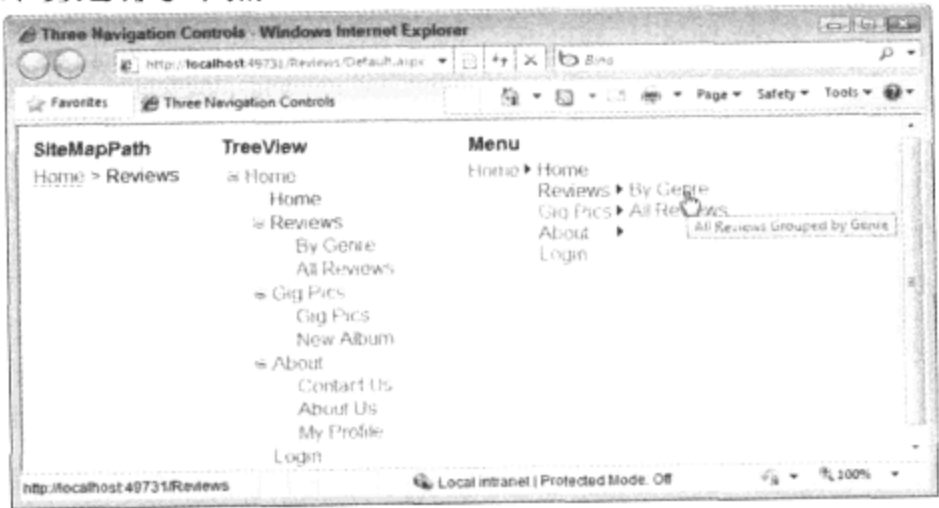 Three Navigation Controls - Windows Internet Explorer
http://localhost:49731/Reviews/Default.aspx
Bing
Favorites
Three Navigation Controls
Page Safety Tools
SiteMapPath
Home > Reviews
TreeView
Home
Home
Reviews
By Genre
All Reviews
Gig Pics
Gig Pics
New Album
About
Contact Us
About Us
My Profile
Login
Menu
Home Home
Reviews By Genre
Gig Pics All Reviews
All Reviews Grouped by Genre
About
Login
http://localhost:49731/Reviews
Local intranet | Protected Mode: Off
100%